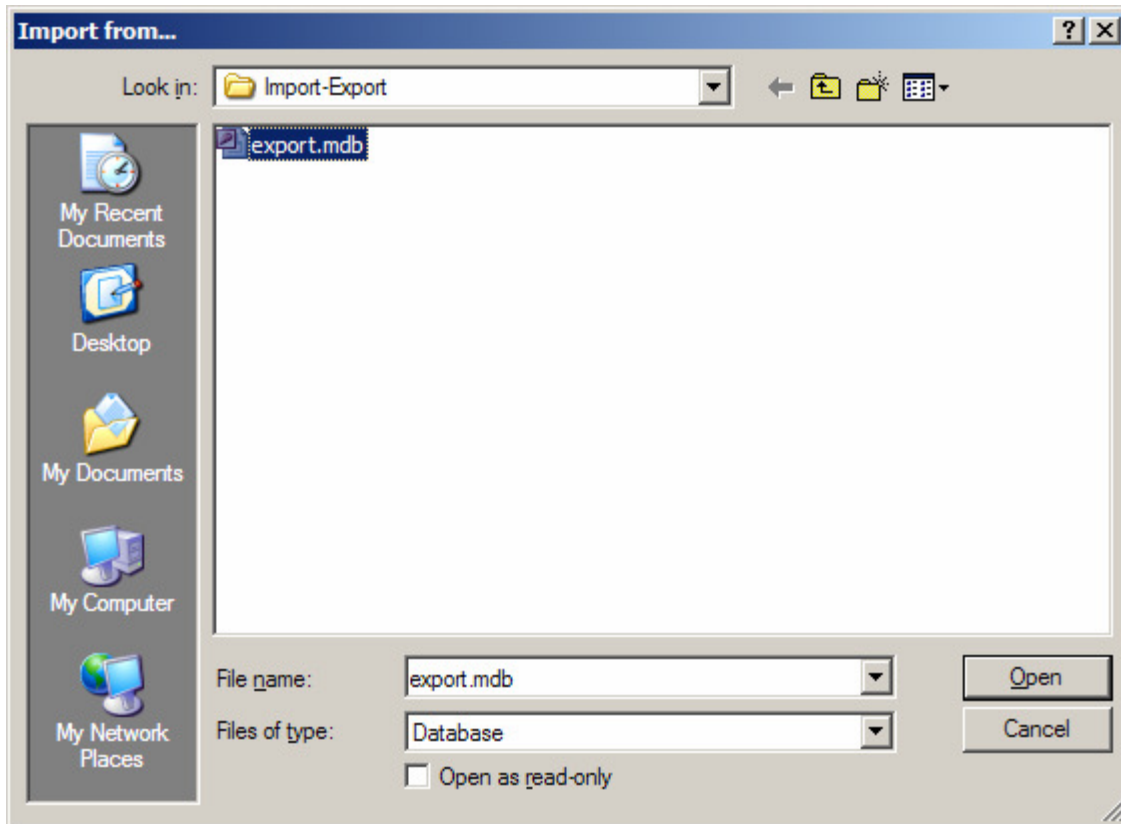 Import from...
Look in: Import-Export
export.mdb
My Recent
Documents
Desktop
My Documents
My Computer
My Network
Places
File name: export.mdb Open
Files of type: Database Cancel
Open as read-only